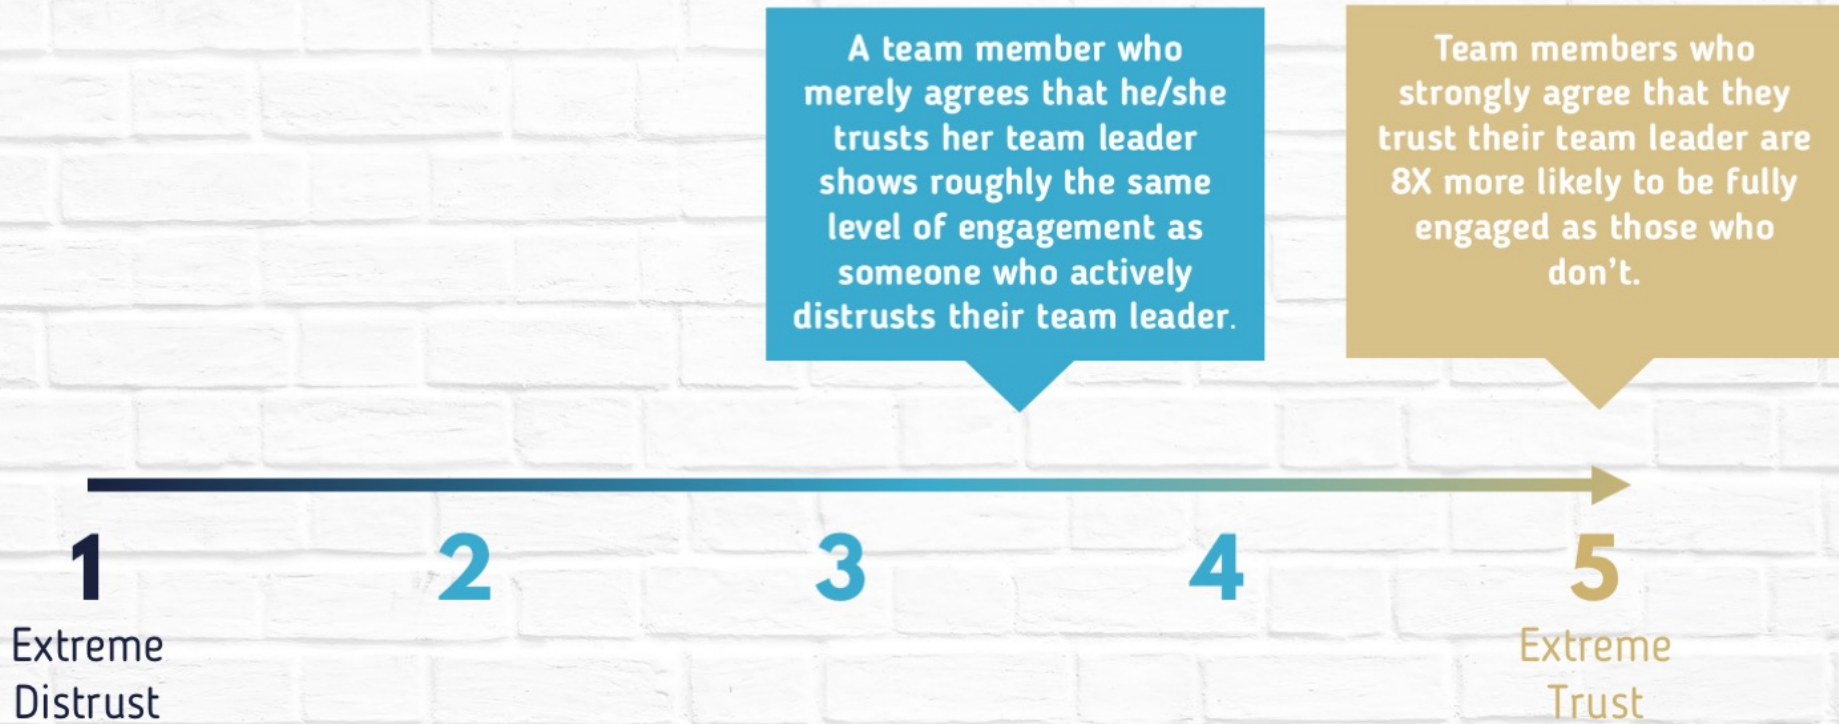 A team member who
merely agrees that he/she
trusts her team leader
shows roughly the same
level of engagement as
someone who actively
distrusts their team leader.
Team members who
strongly agree that they
trust their team leader are
8X more likely to be fully
engaged as those who
don't.
1
2
3
4
5
Extreme
Distrust
Extreme
Trust